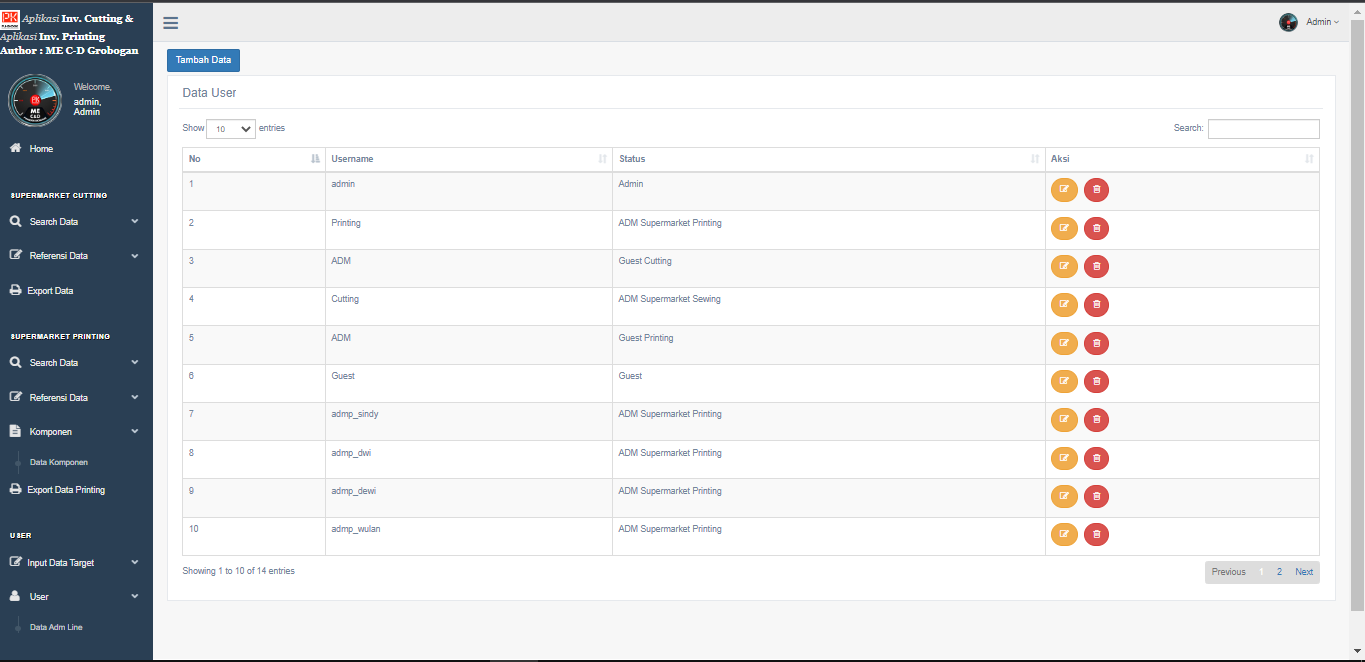 PK
Aplikasi Inv. Cutting &
Aplikasi Inv. Printing
Author : ME C-D Grobogan
Welcome,
admin,
Admin
Home
SUPERMARKET CUTTING
Search Data
Referensi Data
Export Data
SUPERMARKET PRINTING
Search Data
Referensi Data
Komponen
Data Komponen
Export Data Printing
USER
Input Data Target
User
Data Adm Line
Admin
Tambah Data
Data User
Show 10 entries Search:
No Username Status Aksi
1 admin Admin
2 Printing ADM Supermarket Printing
3 ADM Guest Cutting
4 Cutting ADM Supermarket Sewing
5 ADM Guest Printing
6 Guest Guest
7 admp_sindy ADM Supermarket Printing
8 admp_dwi ADM Supermarket Printing
9 admp_dewi ADM Supermarket Printing
10 admp_wulan ADM Supermarket Printing
Showing 1 to 10 of 14 entries Previous 1 2 Next